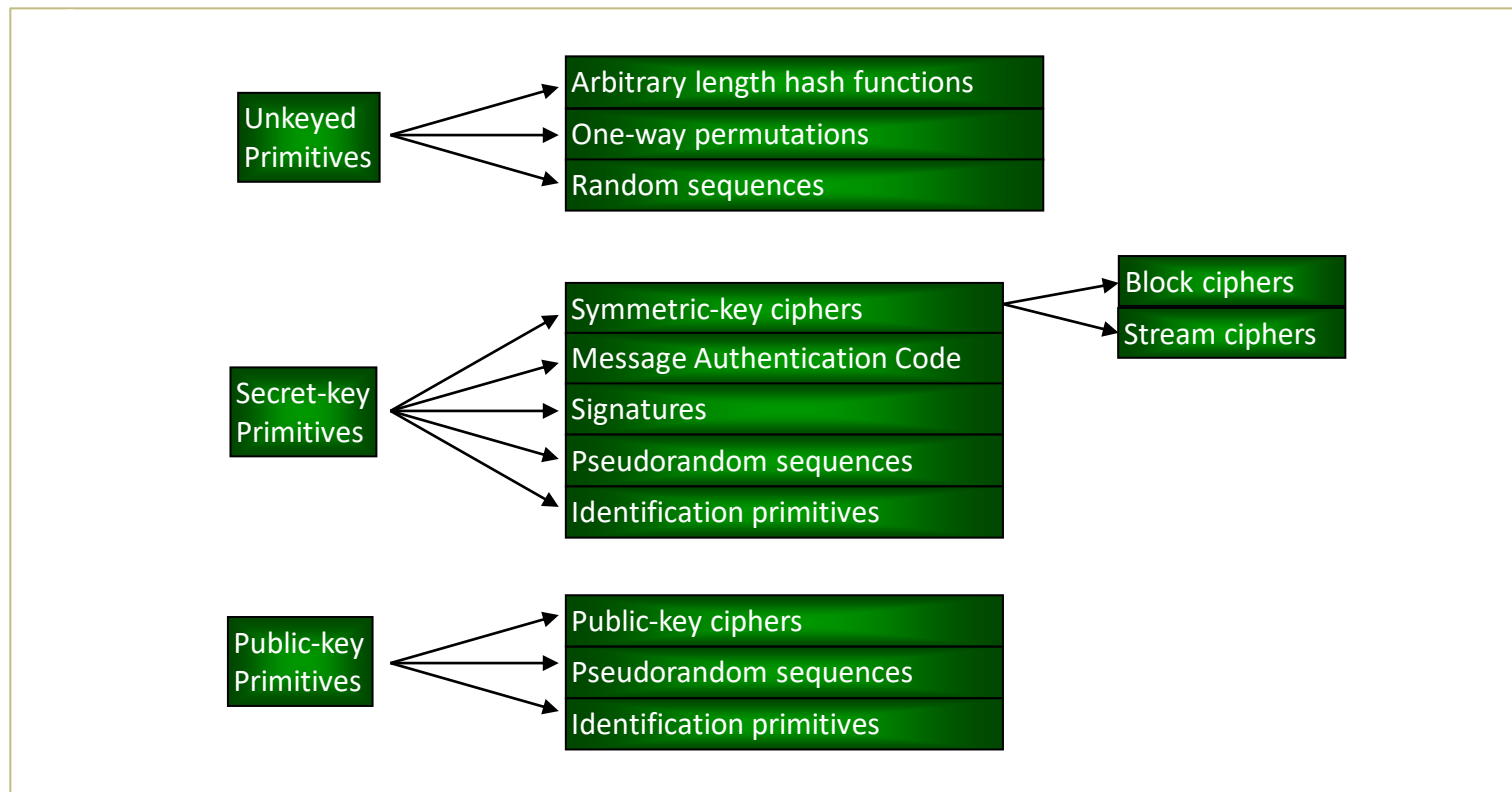 Unkeyed
Primitives
Arbitrary length hash functions
One-way permutations
Random sequences
Secret-key
Primitives
Symmetric-key ciphers
Message Authentication Code
Signatures
Pseudorandom sequences
Identification primitives
Block ciphers
Stream ciphers
Public-key
Primitives
Public-key ciphers
Pseudorandom sequences
Identification primitives